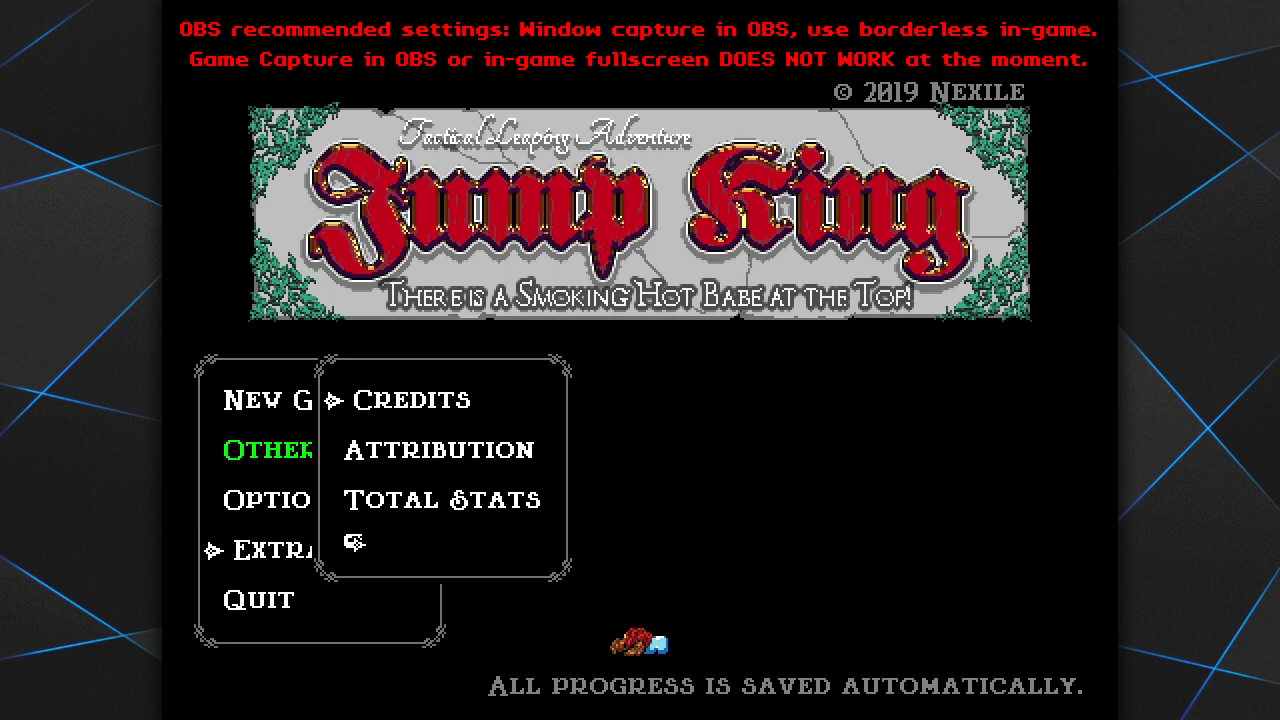 OBS recommended settings: Window capture in OBS, use borderless in-game.
Game Capture in OBS or in-game fullscreen DOES NOT WORK at the moment.
© 2019 Nexile
Tactical Leaping Adventure
Jump King
There is a Smoking Hot Babe at the Top!
New G
Other
Optio
Extra
Quit
Credits
Attribution
Total Stats
All progress is saved automatically.